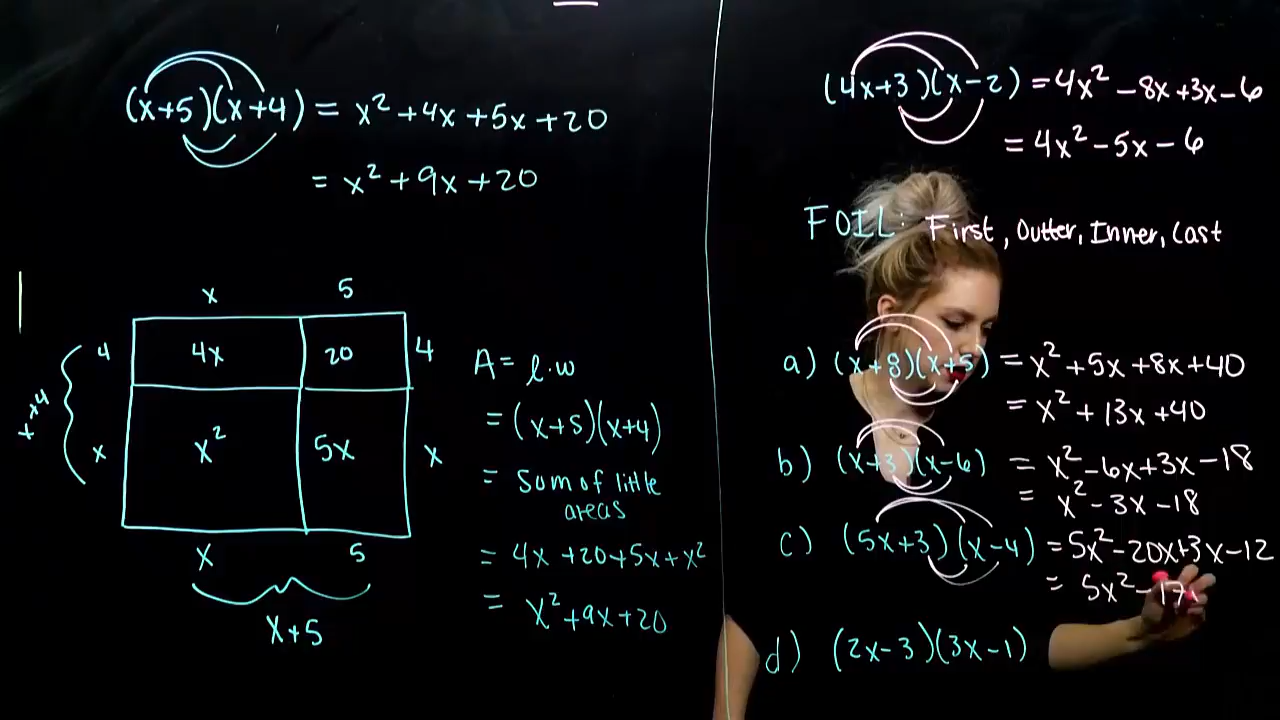 (x+5)(x+4) = x² + 4x + 5x + 20
= x² + 9x + 20
x 5
4 4x 20 4
x+4
x x² 5x x
x 5
x+5
A = l·w
= (x+5)(x+4)
= Sum of little
areas
= 4x + 20 + 5x + x²
= x² + 9x + 20
(4x+3)(x-2) = 4x² - 8x + 3x - 6
= 4x² - 5x - 6
FOIL: First, Outter, Inner, Last
a) (x+8)(x+5) = x² + 5x + 8x + 40
= x² + 13x + 40
b) (x+3)(x-6) = x² - 6x + 3x - 18
= x² - 3x - 18
c) (5x+3)(x-4) = 5x² - 20x + 3x - 12
= 5x² - 17x
d) (2x-3)(3x-1)